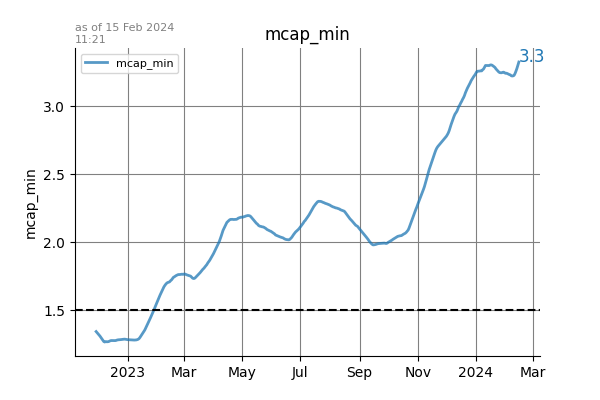 as of 15 Feb 2024
11:21
mcap_min
mcap_min
3.3
3.0
2.5
2.0
1.5
mcap_min
2023 Mar May Jul Sep Nov 2024 Mar